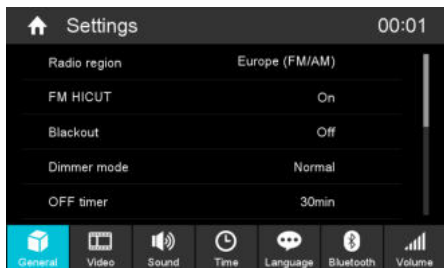 Settings 00:01
Radio region Europe (FM/AM)
FM HICUT On
Blackout Off
Dimmer mode Normal
OFF timer 30min
General Video Sound Time Language Bluetooth Volume